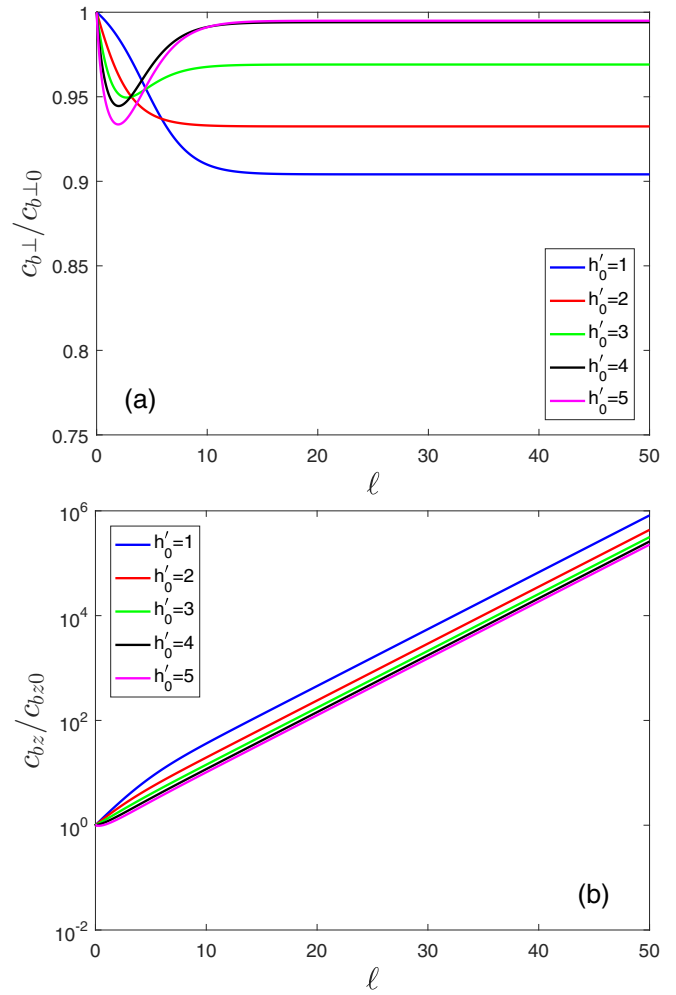 1
0.95
0.9
0.85
0.8
0.75
c_{b⊥}/c_{b⊥0}
h'_0=1
h'_0=2
h'_0=3
h'_0=4
h'_0=5
(a)
0 10 20 30 40 50
ℓ
10^6
10^4
10^2
10^0
10^{-2}
c_{bz}/c_{bz0}
h'_0=1
h'_0=2
h'_0=3
h'_0=4
h'_0=5
(b)
0 10 20 30 40 50
ℓ